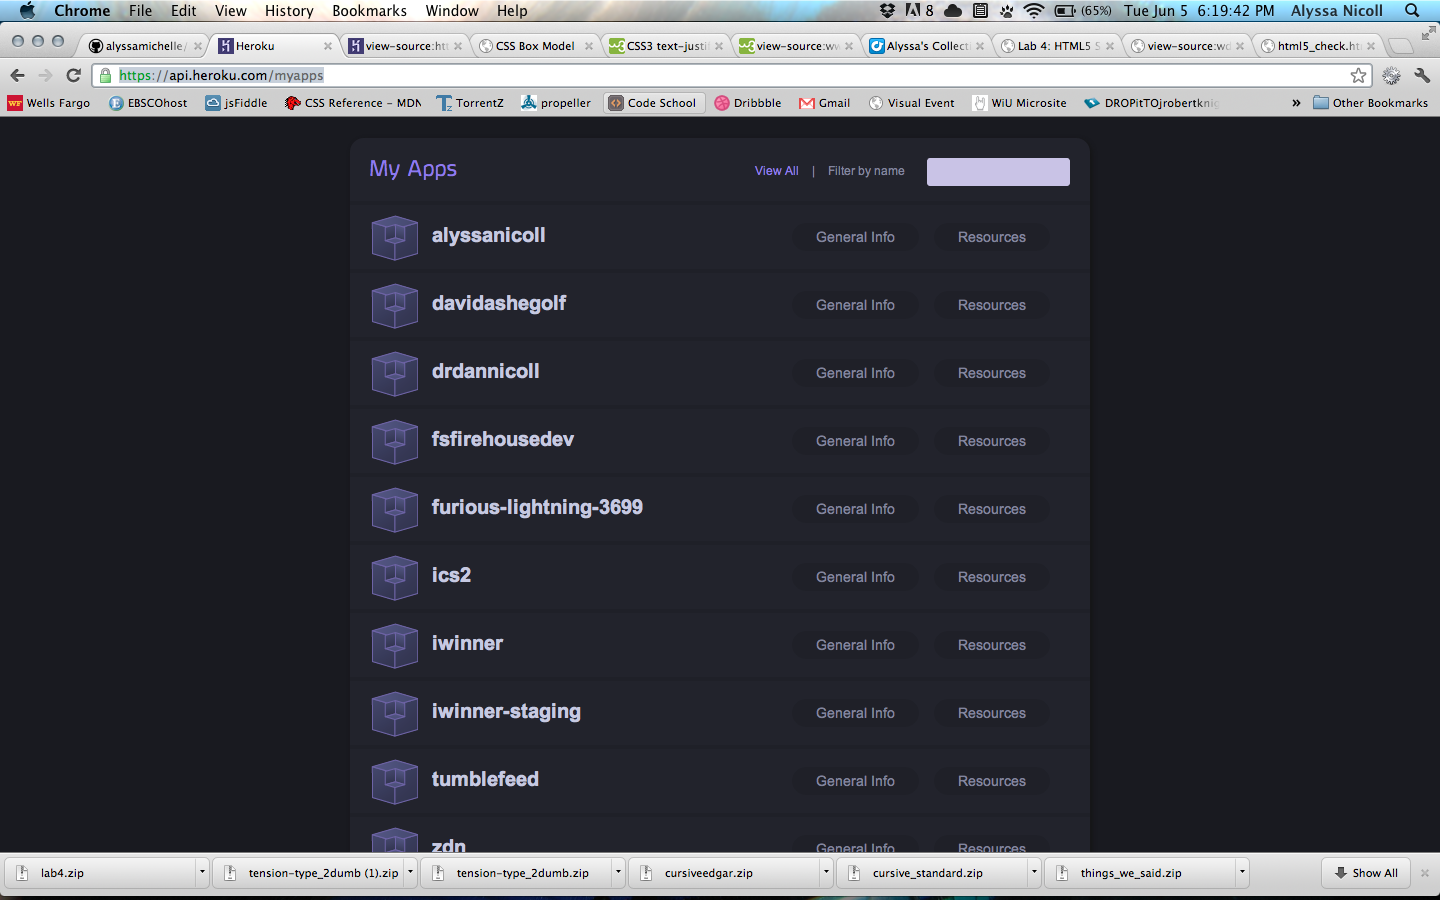 Chrome File Edit View History Bookmarks Window Help 8 (65%) Tue Jun 5 6:19:42 PM Alyssa Nicoll
alyssamichelle/ Heroku view-source:htt CSS Box Model CSS3 text-justif view-source:ww Alyssa's Collecti Lab 4: HTML5 S view-source:wd html5_check.ht
https://api.heroku.com/myapps
Wells Fargo EBSCOhost jsFiddle CSS Reference - MDN TorrentZ propeller Code School Dribbble Gmail Visual Event WiU Microsite DROPitTOjrobertknig » Other Bookmarks
My Apps View All | Filter by name
alyssanicoll General Info Resources
davidashegolf General Info Resources
drdannicoll General Info Resources
fsfirehousedev General Info Resources
furious-lightning-3699 General Info Resources
ics2 General Info Resources
iwinner General Info Resources
iwinner-staging General Info Resources
tumblefeed General Info Resources
zdn General Info Resources
lab4.zip tension-type_2dumb (1).zip tension-type_2dumb.zip cursiveedgar.zip cursive_standard.zip things_we_said.zip Show All